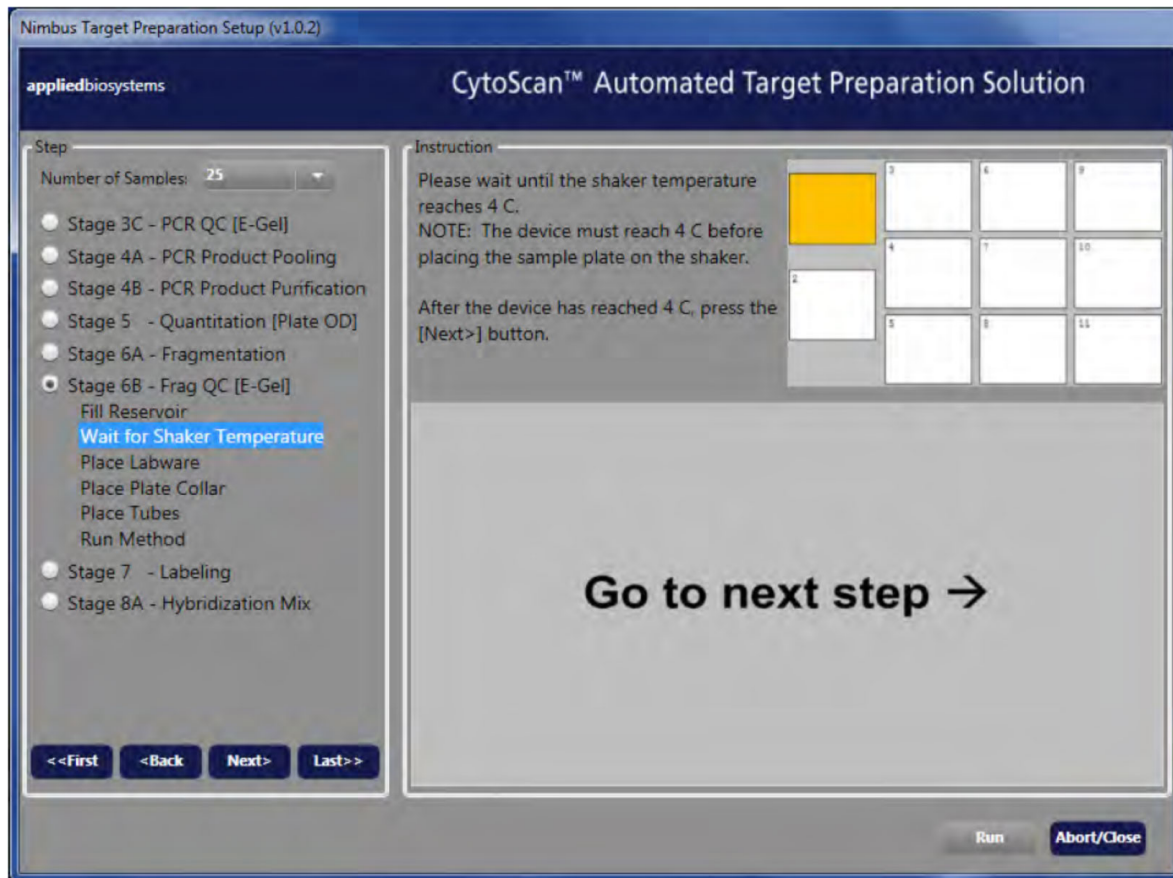 Nimbus Target Preparation Setup (v1.0.2)
appliedbiosystems
CytoScan™ Automated Target Preparation Solution
Step
Number of Samples: 25
Stage 3C - PCR QC [E-Gel]
Stage 4A - PCR Product Pooling
Stage 4B - PCR Product Purification
Stage 5 - Quantitation [Plate OD]
Stage 6A - Fragmentation
Stage 6B - Frag QC [E-Gel]
Fill Reservoir
Wait for Shaker Temperature
Place Labware
Place Plate Collar
Place Tubes
Run Method
Stage 7 - Labeling
Stage 8A - Hybridization Mix
<<First <Back Next> Last>>
Instruction
Please wait until the shaker temperature
reaches 4 C.
NOTE: The device must reach 4 C before
placing the sample plate on the shaker.
After the device has reached 4 C, press the
[Next>] button.
3 6 9
2 4 7 10
5 8 11
Go to next step →
Run Abort/Close